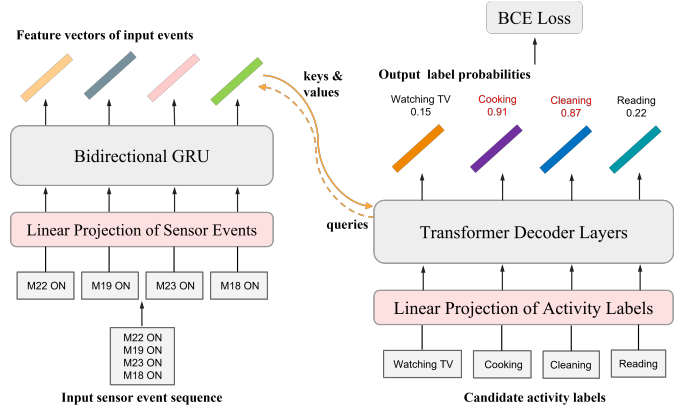 BCE Loss
Feature vectors of input events
keys &
values
Output label probabilities
Watching TV
0.15
Cooking
0.91
Cleaning
0.87
Reading
0.22
Bidirectional GRU
queries
Transformer Decoder Layers
Linear Projection of Sensor Events
M22 ON
M19 ON
M23 ON
M18 ON
Linear Projection of Activity Labels
M22 ON
M19 ON
M23 ON
M18 ON
Watching TV
Cooking
Cleaning
Reading
Input sensor event sequence
Candidate activity labels